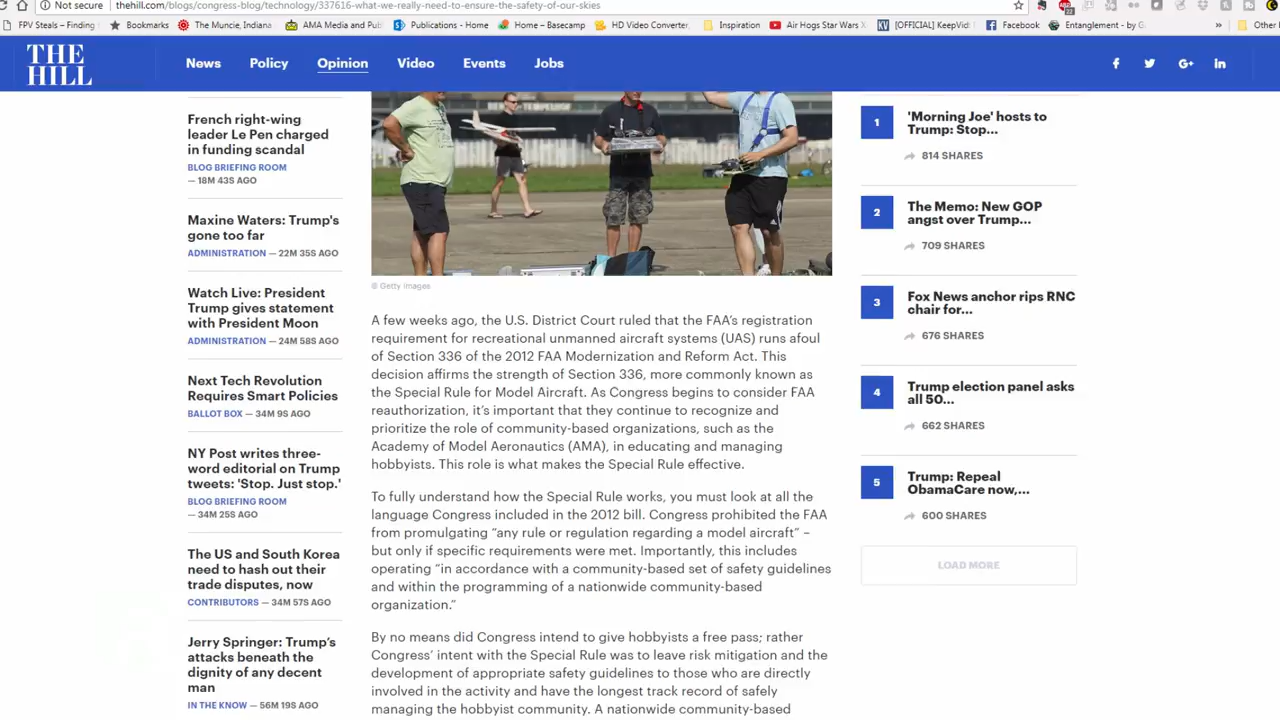 Not secure
thehill.com/blogs/congress-blog/technology/337616-what-we-really-need-to-ensure-the-safety-of-our-skies
FPV Steals - Entang
Bookmarks
The Muncie, Indiana
AMA Media and Pub
Publications - Home
Home - Basecamp
HD Video Converter
Inspiration
Air Hogs Star Wars X
[OFFICIAL] KeepVid:
Facebook
Entanglement - by G
»
Other
THE
HILL
News
Policy
Opinion
Video
Events
Jobs
French right-wing
leader Le Pen charged
in funding scandal
BLOG BRIEFING ROOM
— 18M 43S AGO
Maxine Waters: Trump's
gone too far
ADMINISTRATION — 22M 35S AGO
Watch Live: President
Trump gives statement
with President Moon
ADMINISTRATION — 24M 58S AGO
Next Tech Revolution
Requires Smart Policies
BALLOT BOX — 34M 9S AGO
NY Post writes three-
word editorial on Trump
tweets: 'Stop. Just stop.'
BLOG BRIEFING ROOM
— 34M 25S AGO
The US and South Korea
need to hash out their
trade disputes, now
CONTRIBUTORS — 34M 57S AGO
Jerry Springer: Trump's
attacks beneath the
dignity of any decent
man
IN THE KNOW — 56M 19S AGO
© Getty Images
A few weeks ago, the U.S. District Court ruled that the FAA's registration
requirement for recreational unmanned aircraft systems (UAS) runs afoul
of Section 336 of the 2012 FAA Modernization and Reform Act. This
decision affirms the strength of Section 336, more commonly known as
the Special Rule for Model Aircraft. As Congress begins to consider FAA
reauthorization, it's important that they continue to recognize and
prioritize the role of community-based organizations, such as the
Academy of Model Aeronautics (AMA), in educating and managing
hobbyists. This role is what makes the Special Rule effective.
To fully understand how the Special Rule works, you must look at all the
language Congress included in the 2012 bill. Congress prohibited the FAA
from promulgating “any rule or regulation regarding a model aircraft” –
but only if specific requirements were met. Importantly, this includes
operating “in accordance with a community-based set of safety guidelines
and within the programming of a nationwide community-based
organization.”
By no means did Congress intend to give hobbyists a free pass; rather
Congress' intent with the Special Rule was to leave risk mitigation and the
development of appropriate safety guidelines to those who are directly
involved in the activity and have the longest track record of safely
managing the hobbyist community. A nationwide community-based
1
'Morning Joe' hosts to
Trump: Stop...
814 SHARES
2
The Memo: New GOP
angst over Trump...
709 SHARES
3
Fox News anchor rips RNC
chair for...
676 SHARES
4
Trump election panel asks
all 50...
662 SHARES
5
Trump: Repeal
ObamaCare now,...
600 SHARES
LOAD MORE